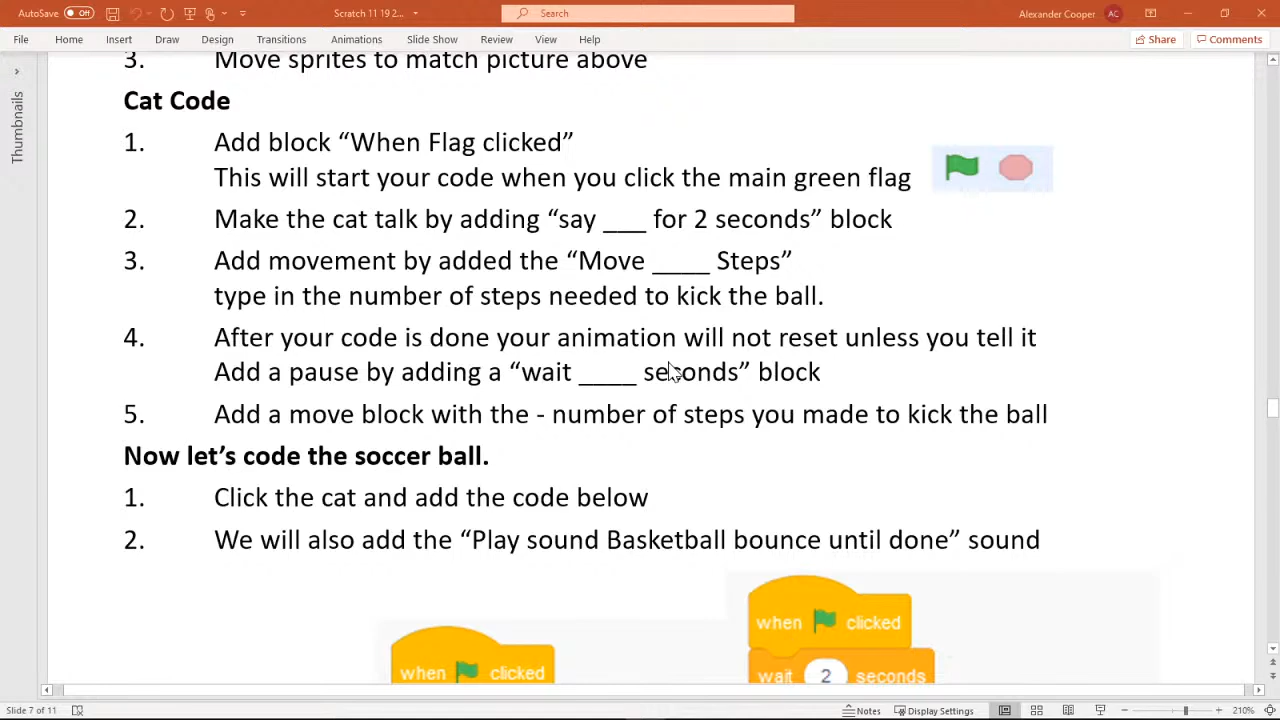 AutoSave Off
Scratch 11 19 2...
Search
Alexander Cooper AC
File Home Insert Draw Design Transitions Animations Slide Show Review View Help
Share Comments
Thumbnails
3. Move sprites to match picture above
Cat Code
1. Add block “When Flag clicked”
This will start your code when you click the main green flag
2. Make the cat talk by adding “say ___ for 2 seconds” block
3. Add movement by added the “Move ____ Steps”
type in the number of steps needed to kick the ball.
4. After your code is done your animation will not reset unless you tell it
Add a pause by adding a “wait ____ seconds” block
5. Add a move block with the - number of steps you made to kick the ball
Now let’s code the soccer ball.
1. Click the cat and add the code below
2. We will also add the “Play sound Basketball bounce until done” sound
when clicked
wait 2 seconds
when clicked
Slide 7 of 11
Notes Display Settings
210%